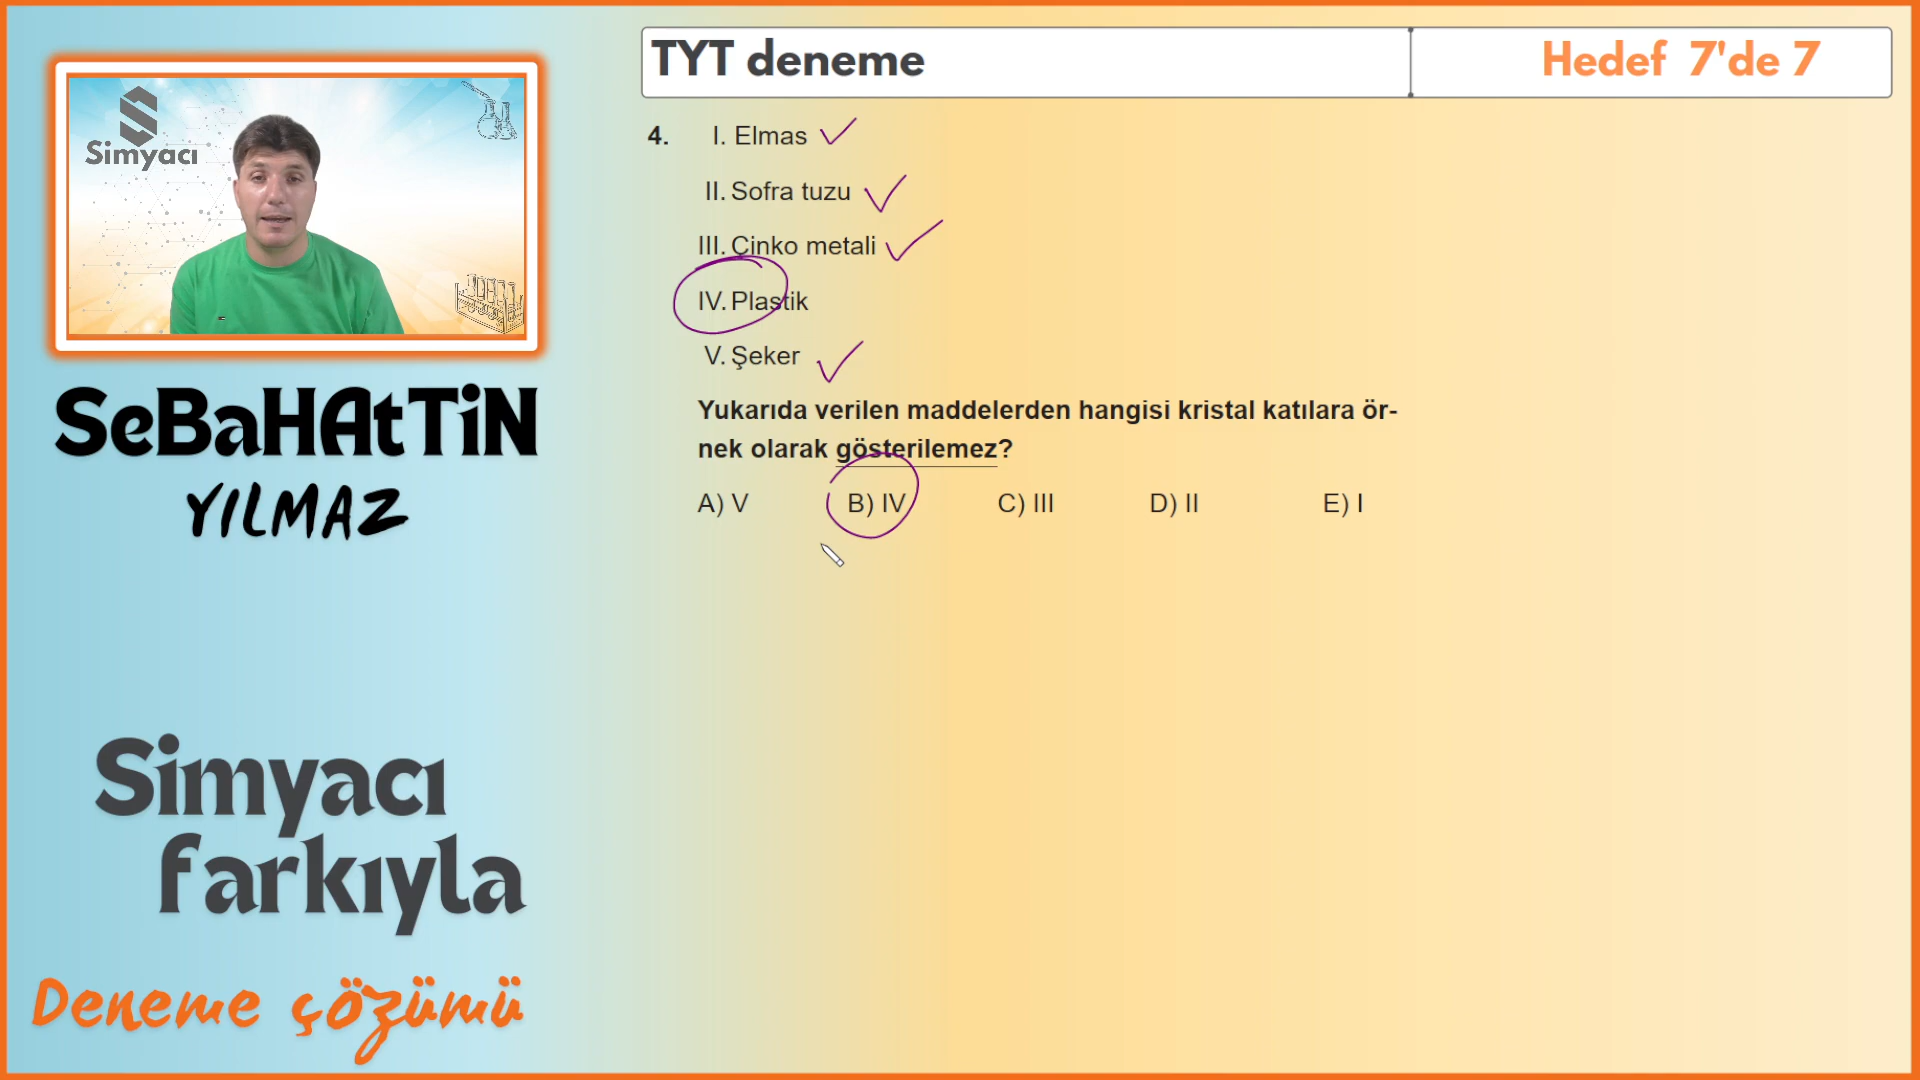 Simyacı
SeBaHAtTiN
YILMAZ
Simyacı
farkıyla
Deneme çözümü
TYT deneme
Hedef 7'de 7
4. I. Elmas
II. Sofra tuzu
III. Çinko metali
IV. Plastik
V. Şeker
Yukarıda verilen maddelerden hangisi kristal katılara ör-
nek olarak gösterilemez?
A) V B) IV C) III D) II E) I